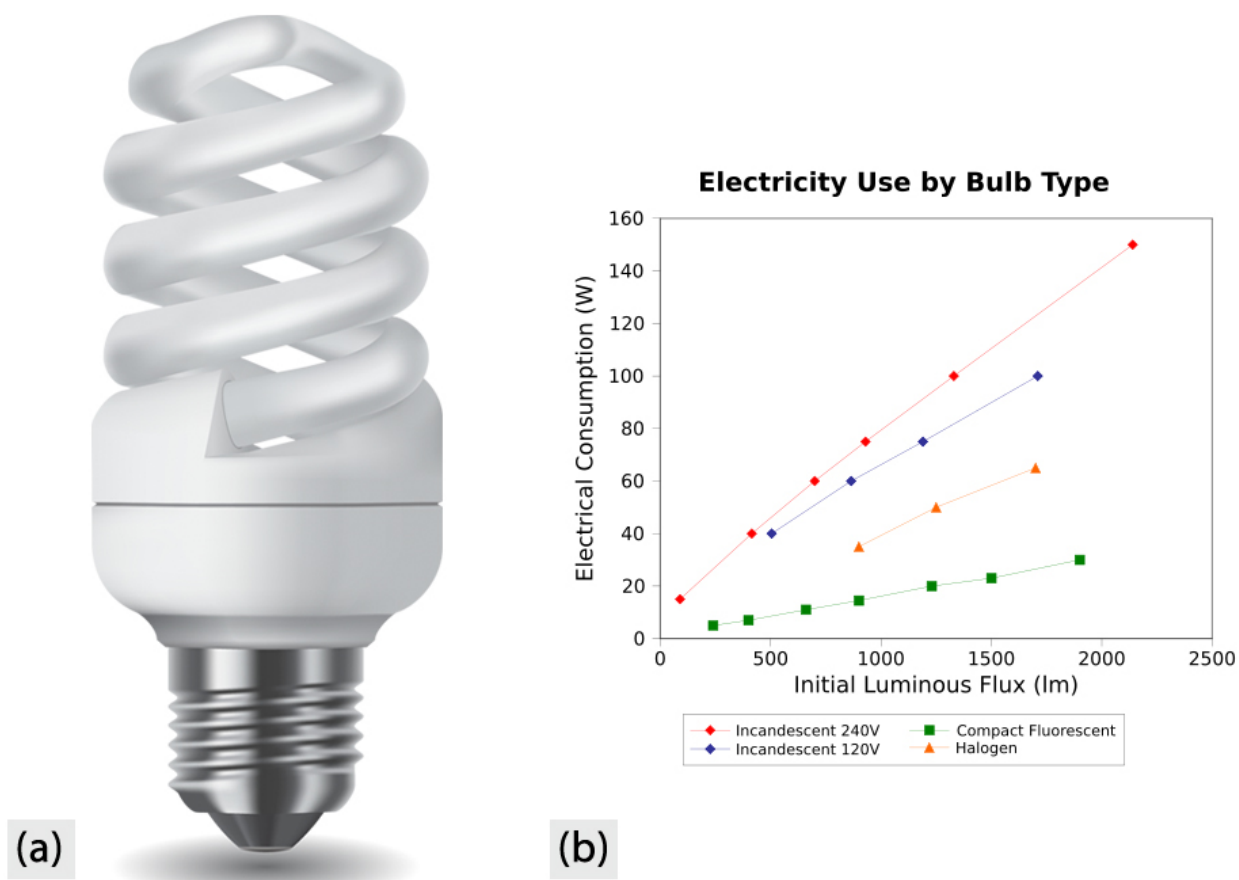 Electricity Use by Bulb Type
160
140
120
100
80
60
40
20
0
Electrical Consumption (W)
0 500 1000 1500 2000 2500
Initial Luminous Flux (lm)
Incandescent 240V
Incandescent 120V
Compact Fluorescent
Halogen
(a)
(b)